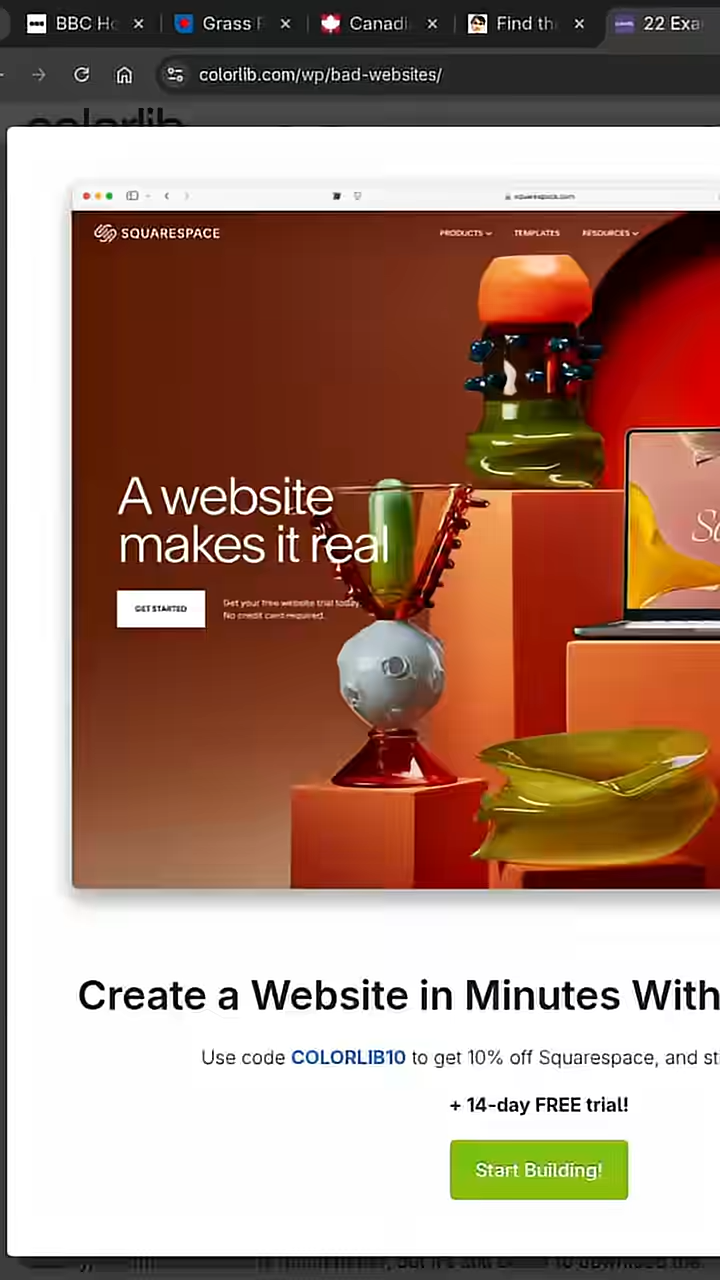 BBC Ho
Grass F
Canadi
Find th
22 Exa
colorlib.com/wp/bad-websites/
colorlib
squarespace.com
SQUARESPACE
PRODUCTS
TEMPLATES
RESOURCES
A website
makes it real
GET STARTED
Get your free website trial today.
No credit card required.
Create a Website in Minutes With
Use code COLORLIB10 to get 10% off Squarespace, and st
+ 14-day FREE trial!
Start Building!